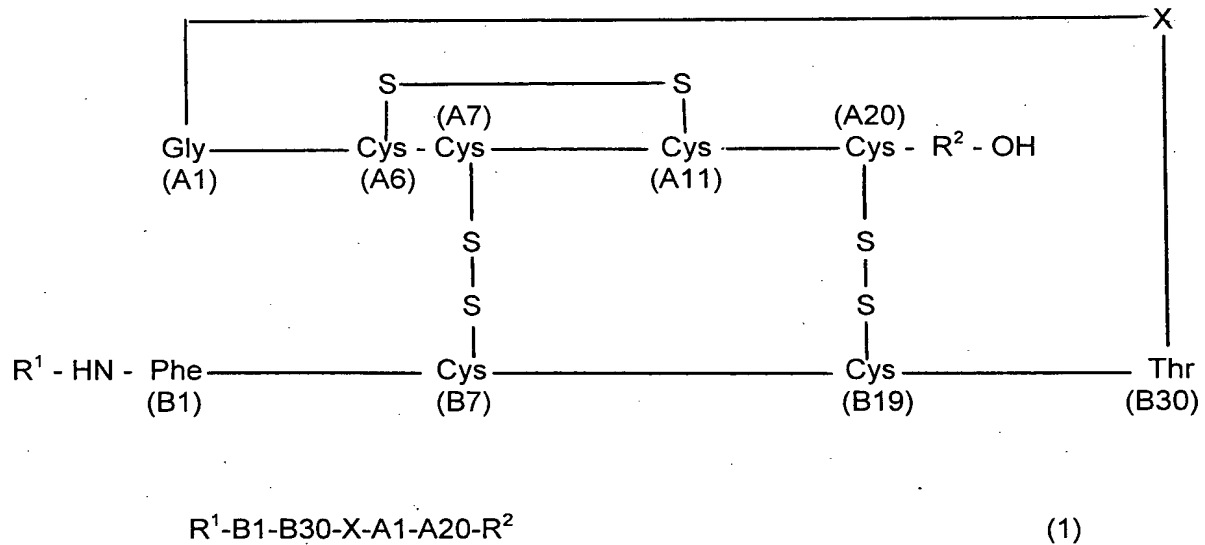 X
S S
(A7) (A20)
Gly Cys - Cys Cys Cys - R² - OH
(A1) (A6) (A11)
S S
S S
R¹ - HN - Phe Cys Cys Thr
(B1) (B7) (B19) (B30)
R¹-B1-B30-X-A1-A20-R² (1)